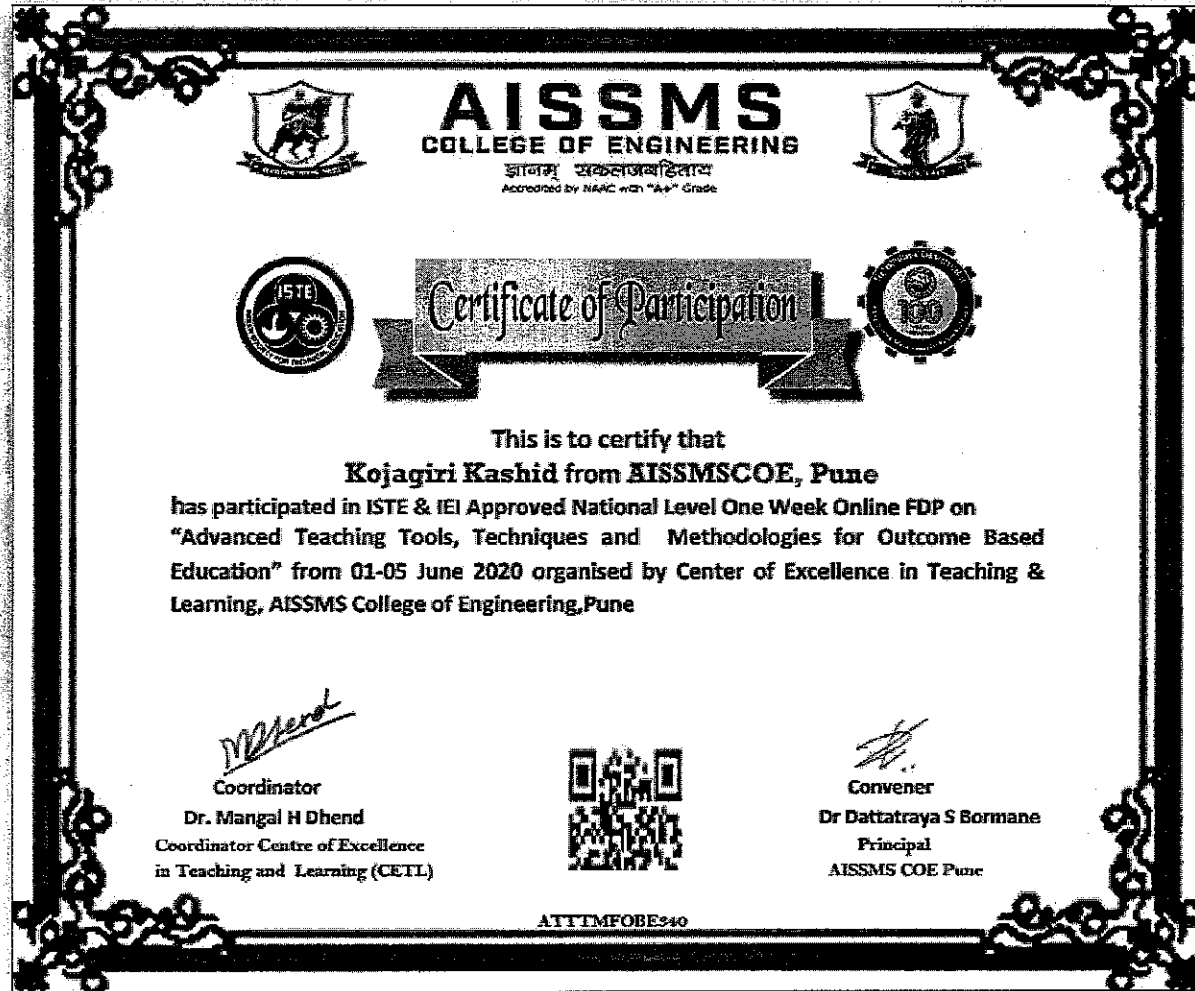 AISSMS
COLLEGE OF ENGINEERING
ज्ञानम् सकलजनहिताय
Accredited by NAAC with "A+" Grade
ISTE
100
Certificate of Participation
This is to certify that
Kojagiri Kashid from AISSMSCOE, Pune
has participated in ISTE & IEI Approved National Level One Week Online FDP on
"Advanced Teaching Tools, Techniques and Methodologies for Outcome Based
Education" from 01-05 June 2020 organised by Center of Excellence in Teaching &
Learning, AISSMS College of Engineering,Pune
Coordinator
Dr. Mangal H Dhend
Coordinator Centre of Excellence
in Teaching and Learning (CETL)
Convener
Dr Dattatraya S Bormane
Principal
AISSMS COE Pune
ATTTMFOBE540